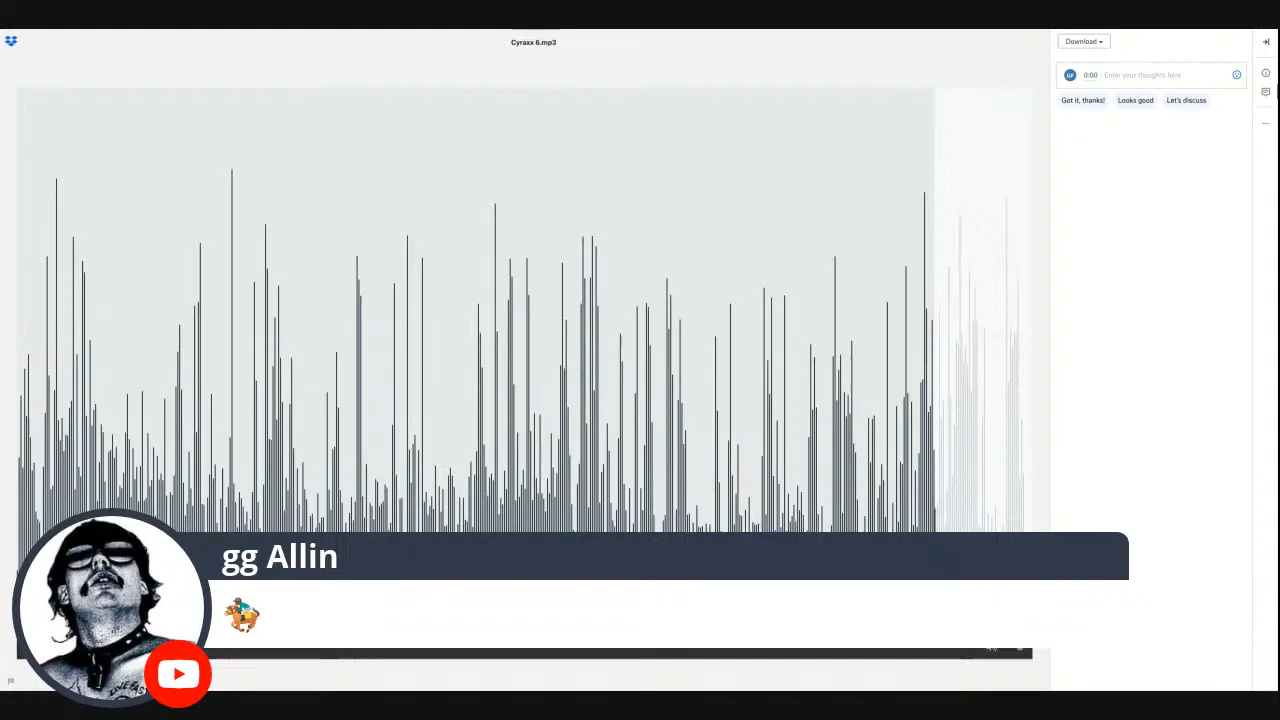 Cyraxx 6.mp3
Download
GF 0:00 - Enter your thoughts here
Got it, thanks! Looks good Let's discuss
gg Allin